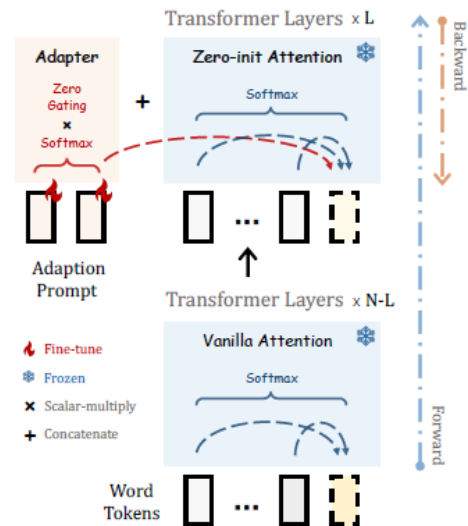 Transformer Layers × L
Adapter
Zero
Gating
×
Softmax
+
Zero-init Attention
Softmax
...
Adaption
Prompt
Transformer Layers × N-L
Vanilla Attention
Softmax
...
Word
Tokens
Fine-tune
Frozen
× Scalar-multiply
+ Concatenate
Backward
Forward